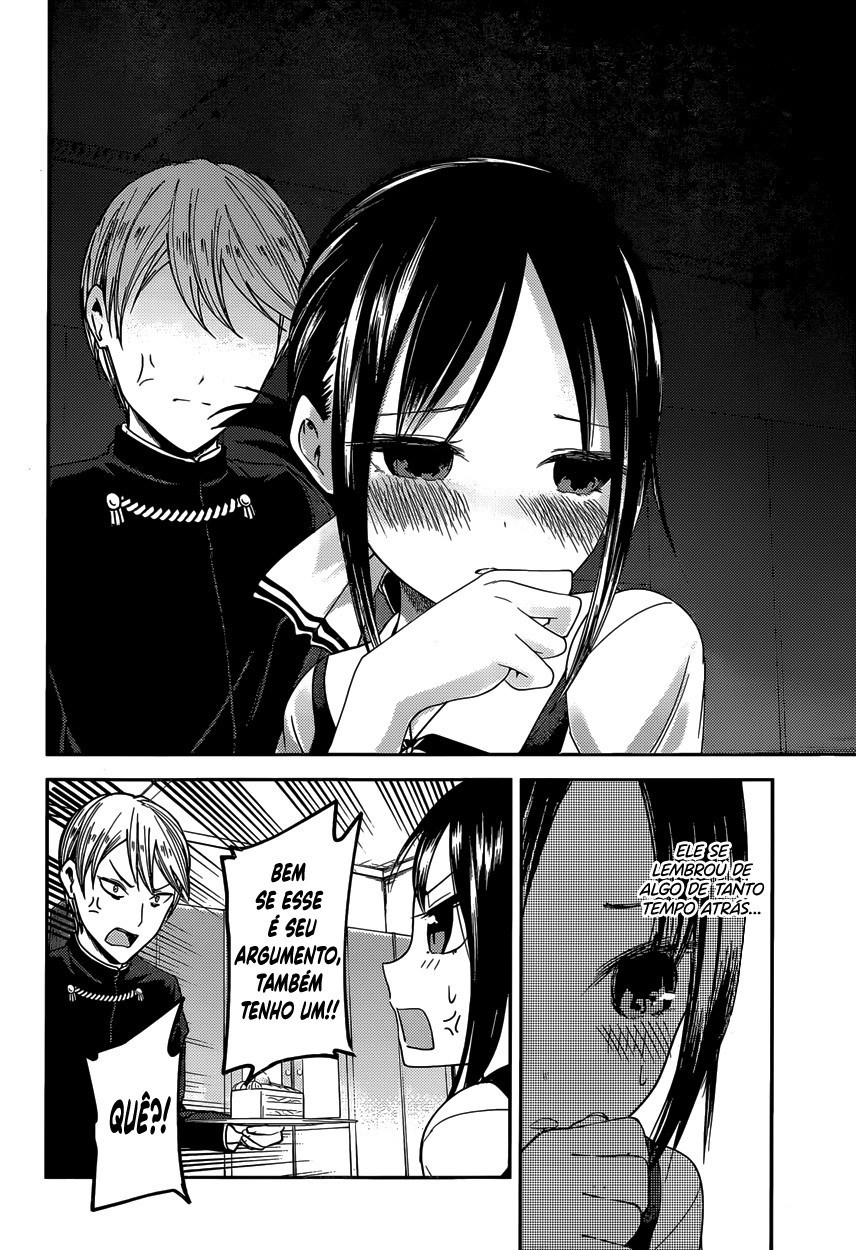 ELE SE
LEMBROU DE
ALGO DE TANTO
TEMPO ATRÁS...
BEM
SE ESSE
É SEU
ARGUMENTO,
TAMBÉM
TENHO UM!!
QUÊ?!